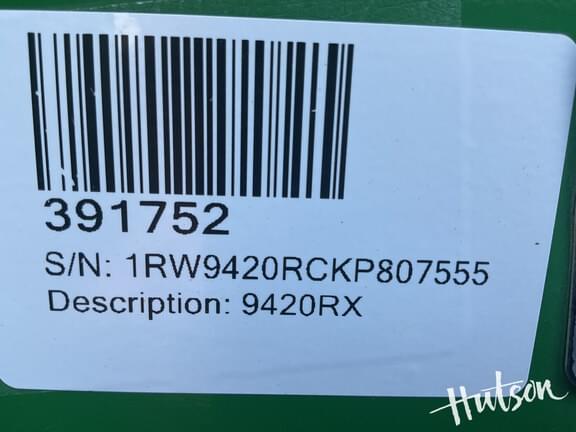 391752
S/N: 1RW9420RCKP807555
Description: 9420RX
Hutson